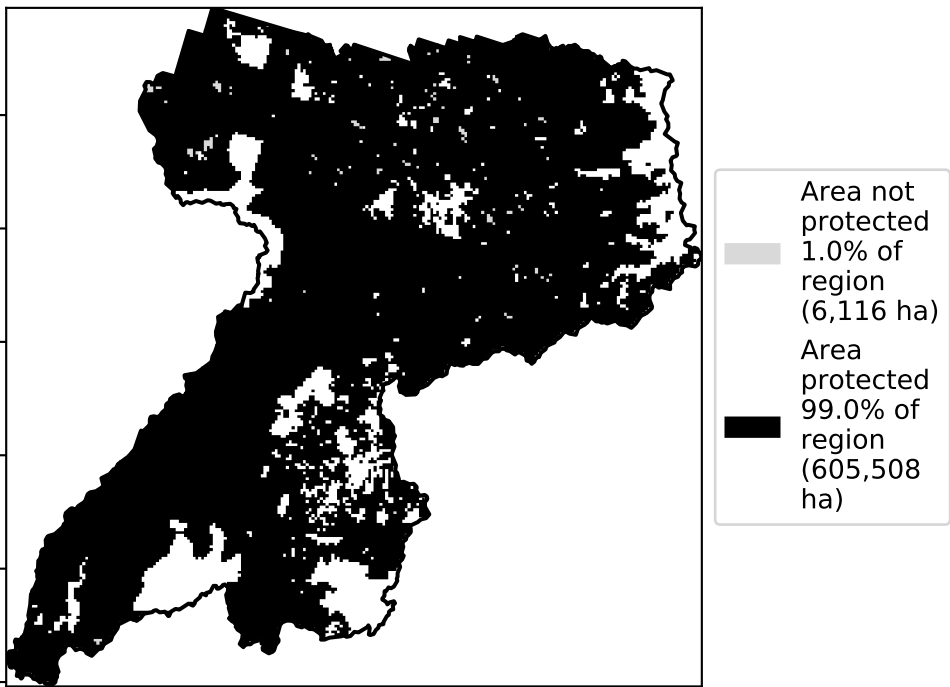 Area not
protected
1.0% of
region
(6,116 ha)
Area
protected
99.0% of
region
(605,508
ha)